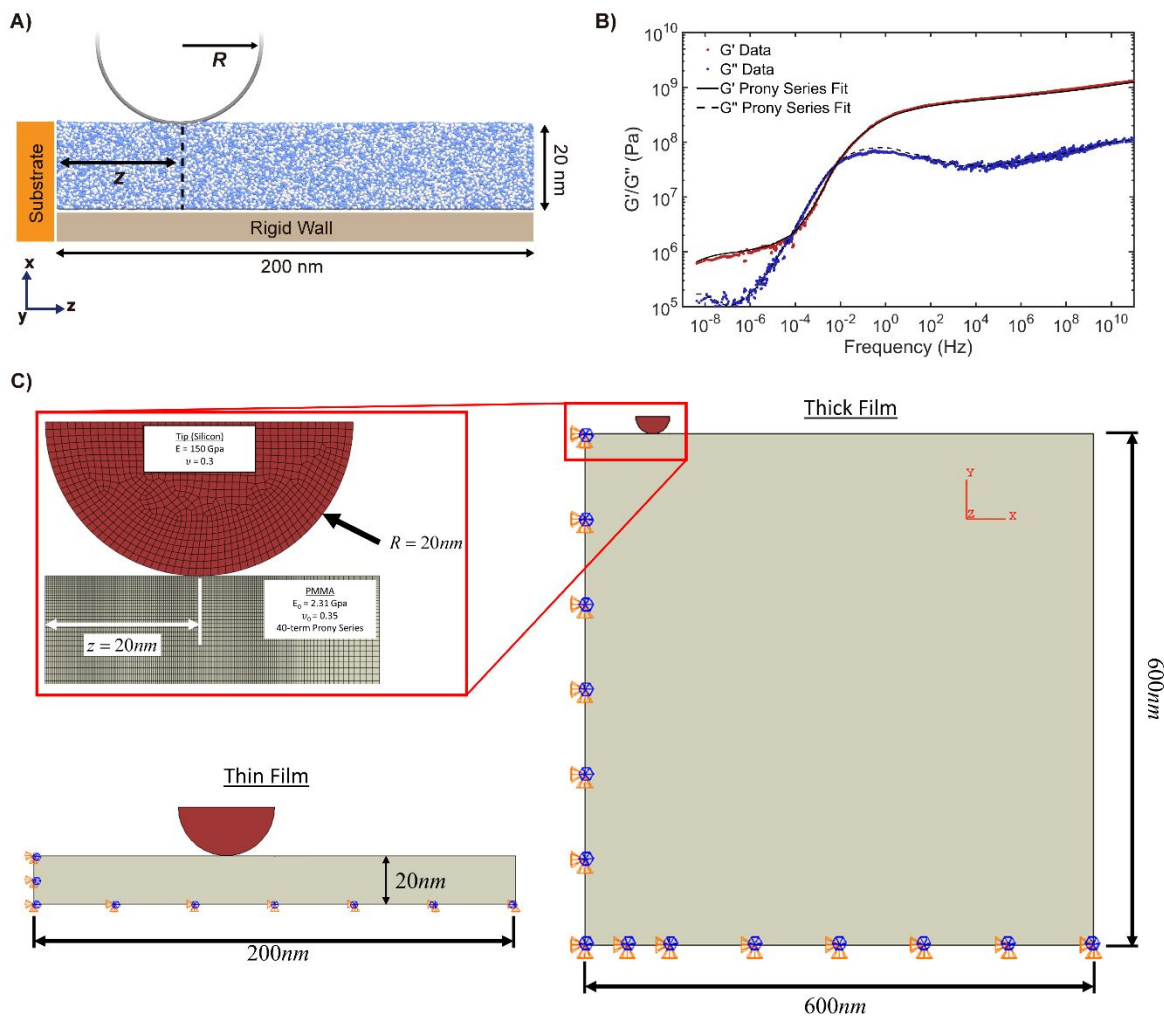 A)
R
Substrate
z
20 nm
Rigid Wall
200 nm
x
y
z
B)
G'/G" (Pa)
10^10
10^9
10^8
10^7
10^6
10^5
G' Data
G" Data
G' Prony Series Fit
G" Prony Series Fit
10^-8
10^-6
10^-4
10^-2
10^0
10^2
10^4
10^6
10^8
10^10
Frequency (Hz)
C)
Tip (Silicon)
E = 150 Gpa
υ = 0.3
R = 20nm
PMMA
E₀ = 2.31 Gpa
υ₀ = 0.35
40-term Prony Series
z = 20nm
Thick Film
Y
Z
X
600nm
600nm
Thin Film
20nm
200nm